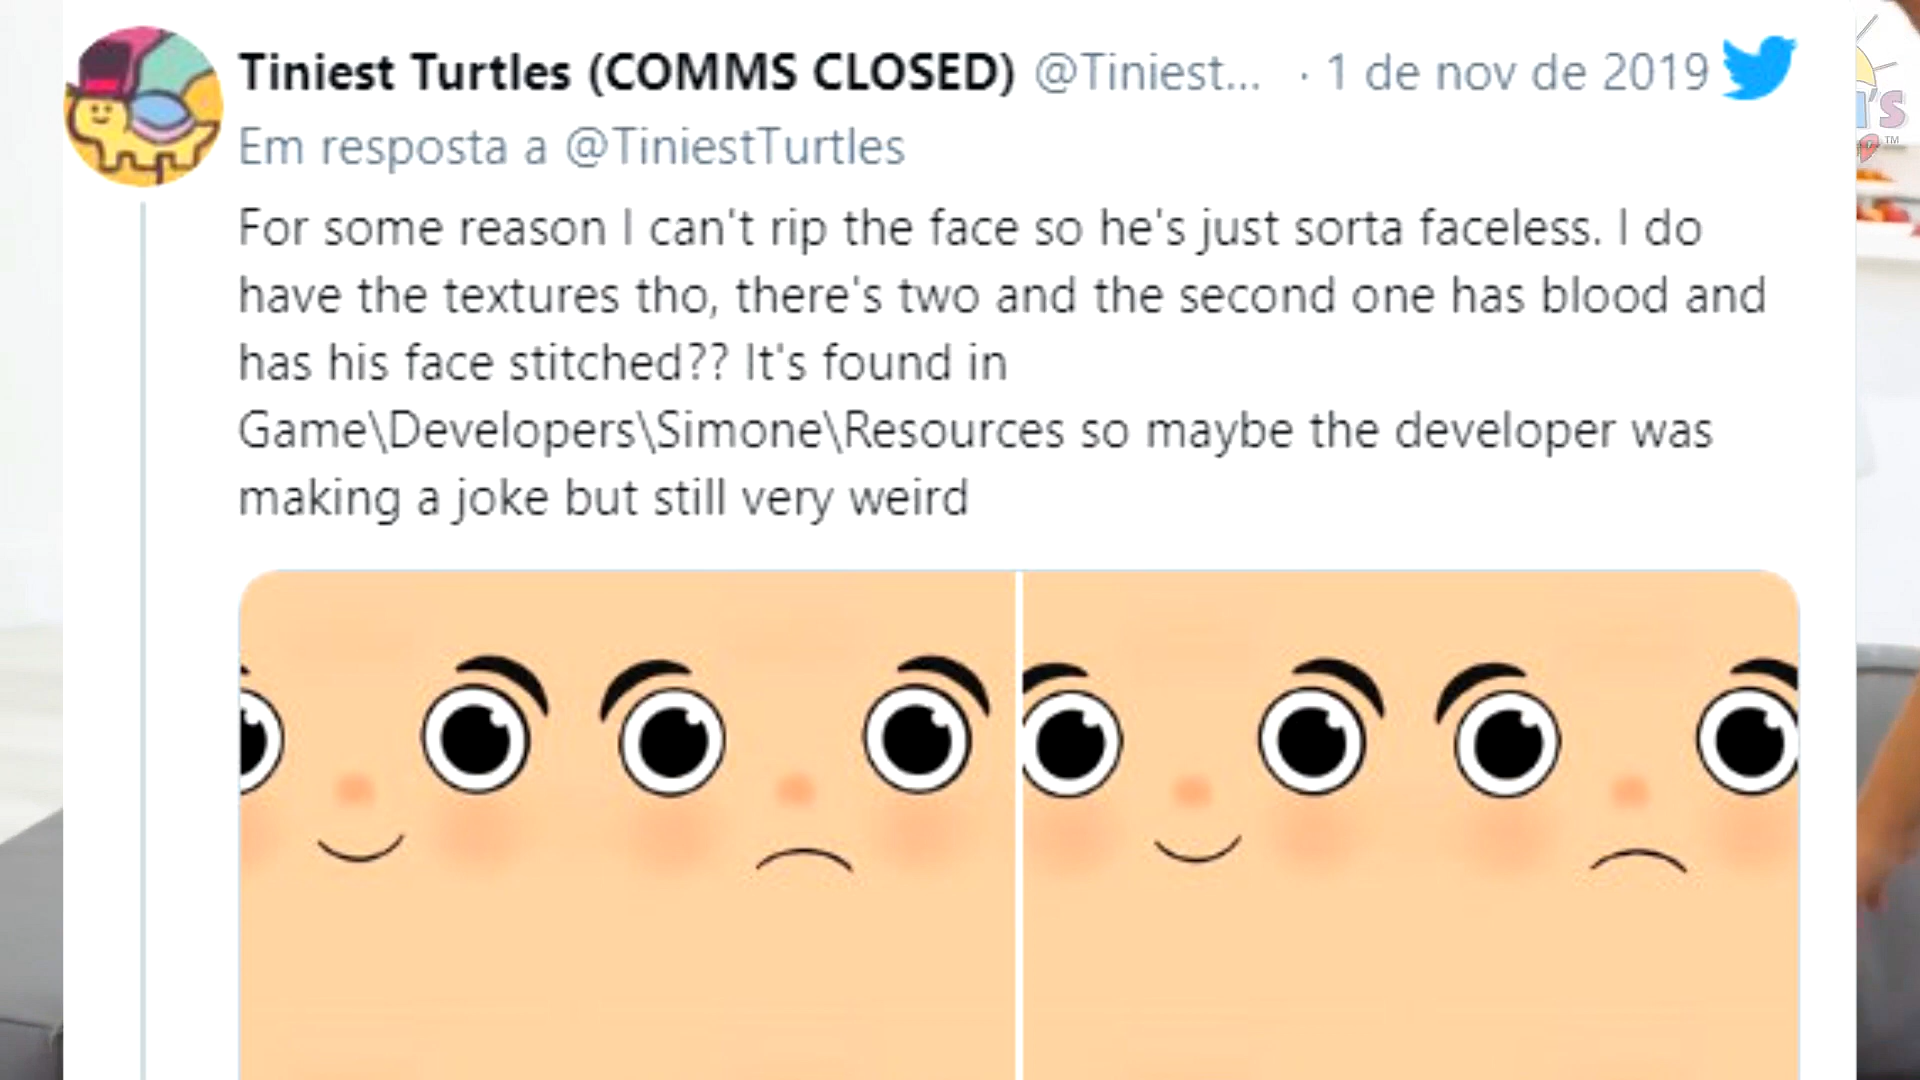 Tiniest Turtles (COMMS CLOSED) @Tiniest... · 1 de nov de 2019
Em resposta a @TiniestTurtles
For some reason I can't rip the face so he's just sorta faceless. I do
have the textures tho, there's two and the second one has blood and
has his face stitched?? It's found in
Game\Developers\Simone\Resources so maybe the developer was
making a joke but still very weird
's
TM